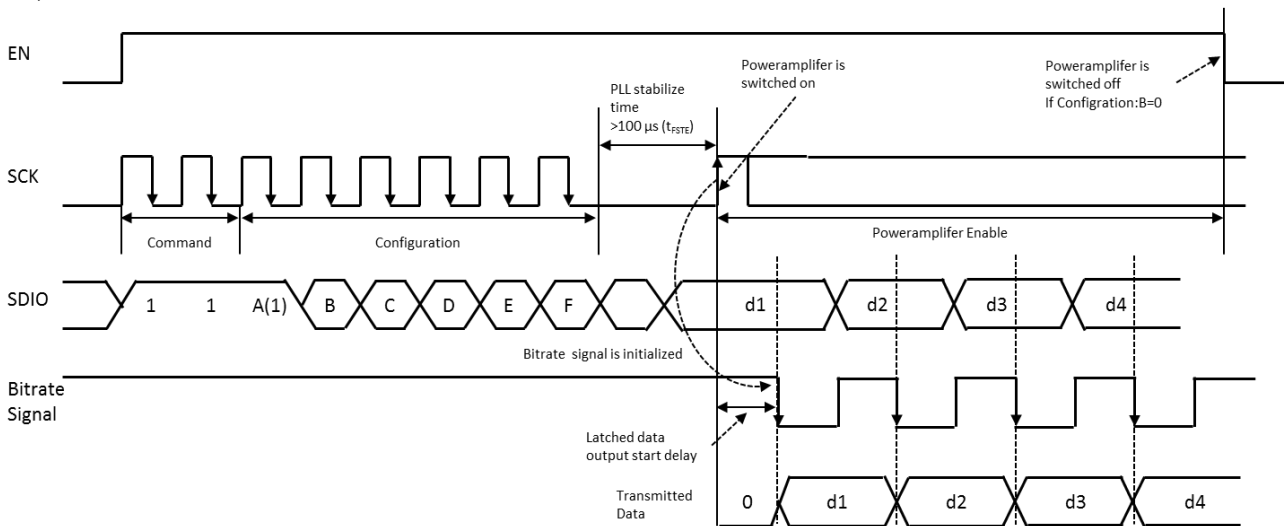 EN
Poweramplifer is
switched on
Poweramplifer is
switched off
If Configration:B=0
PLL stabilize
time
>100 µs (tFSTE)
SCK
Command
Configuration
Poweramplifer Enable
SDIO
1 1 A(1) B C D E F d1 d2 d3 d4
Bitrate signal is initialized
Bitrate
Signal
Latched data
output start delay
Transmitted
Data
0 d1 d2 d3 d4